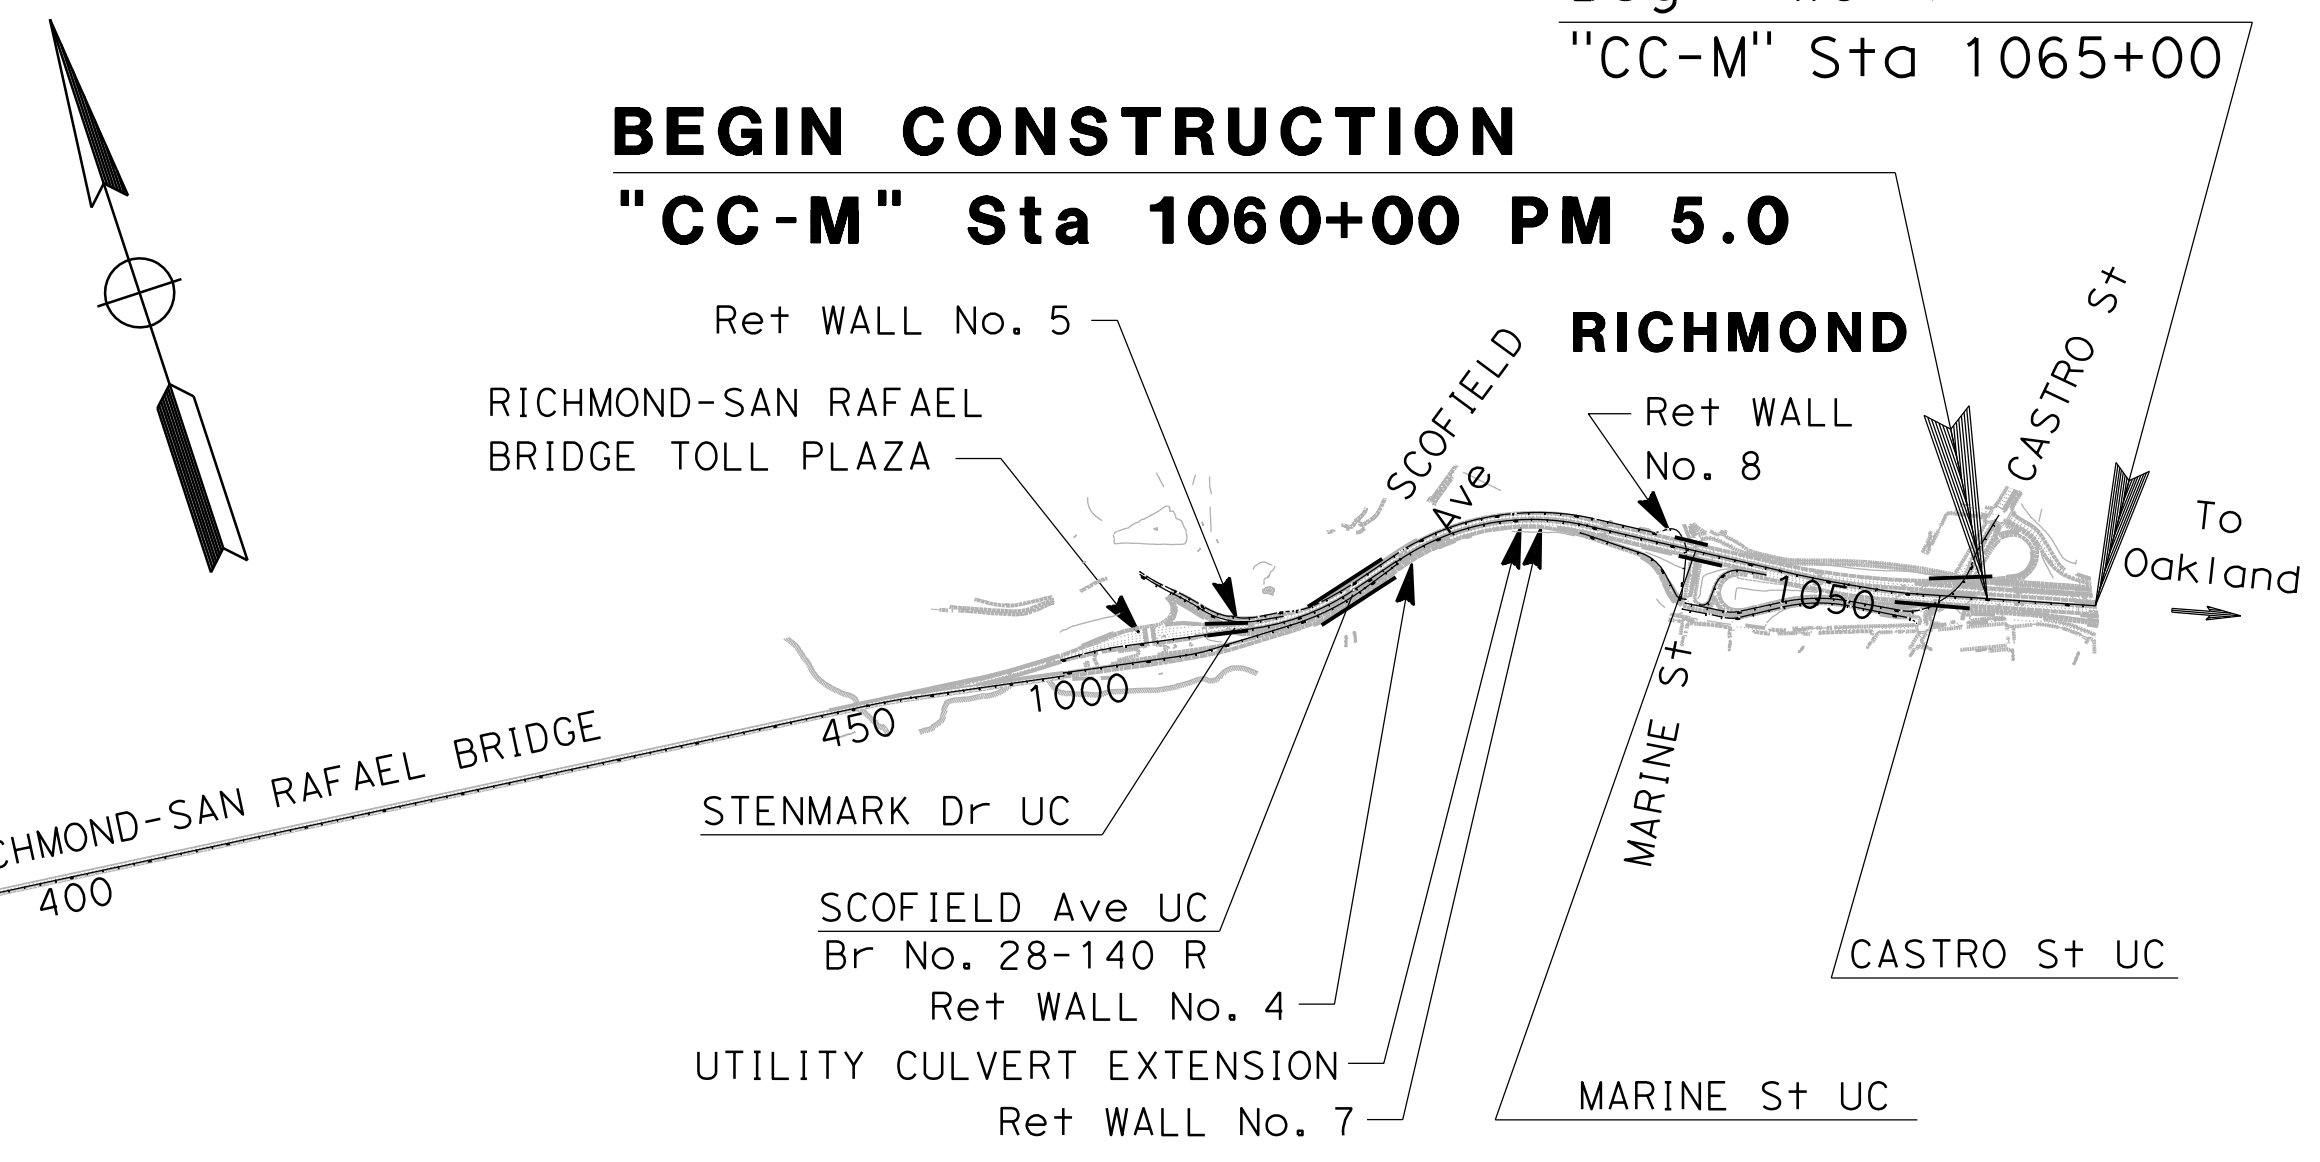 "CC-M" Sta 1065+00
BEGIN CONSTRUCTION
"CC-M" Sta 1060+00 PM 5.0
Ret WALL No. 5
RICHMOND
SCOFIELD
Ave
CASTRO St
RICHMOND-SAN RAFAEL
BRIDGE TOLL PLAZA
Ret WALL
No. 8
To
Oakland
1050
1000
450
400
CHMOND-SAN RAFAEL BRIDGE
MARINE St
STENMARK Dr UC
SCOFIELD Ave UC
Br No. 28-140 R
Ret WALL No. 4
UTILITY CULVERT EXTENSION
Ret WALL No. 7
CASTRO St UC
MARINE St UC